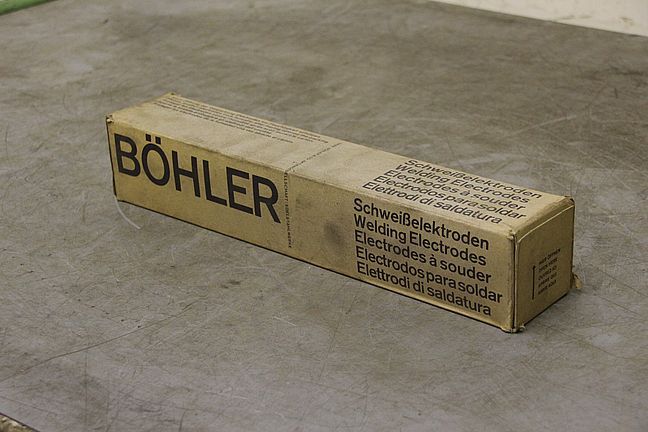 BÖHLER
Schweißelektroden
Welding Electrodes
Electrodes à souder
Electrodos para soldar
Elettrodi di saldatura
Schweißelektroden
Welding Electrodes
Electrodes à souder
Electrodos para soldar
Elettrodi di saldatura